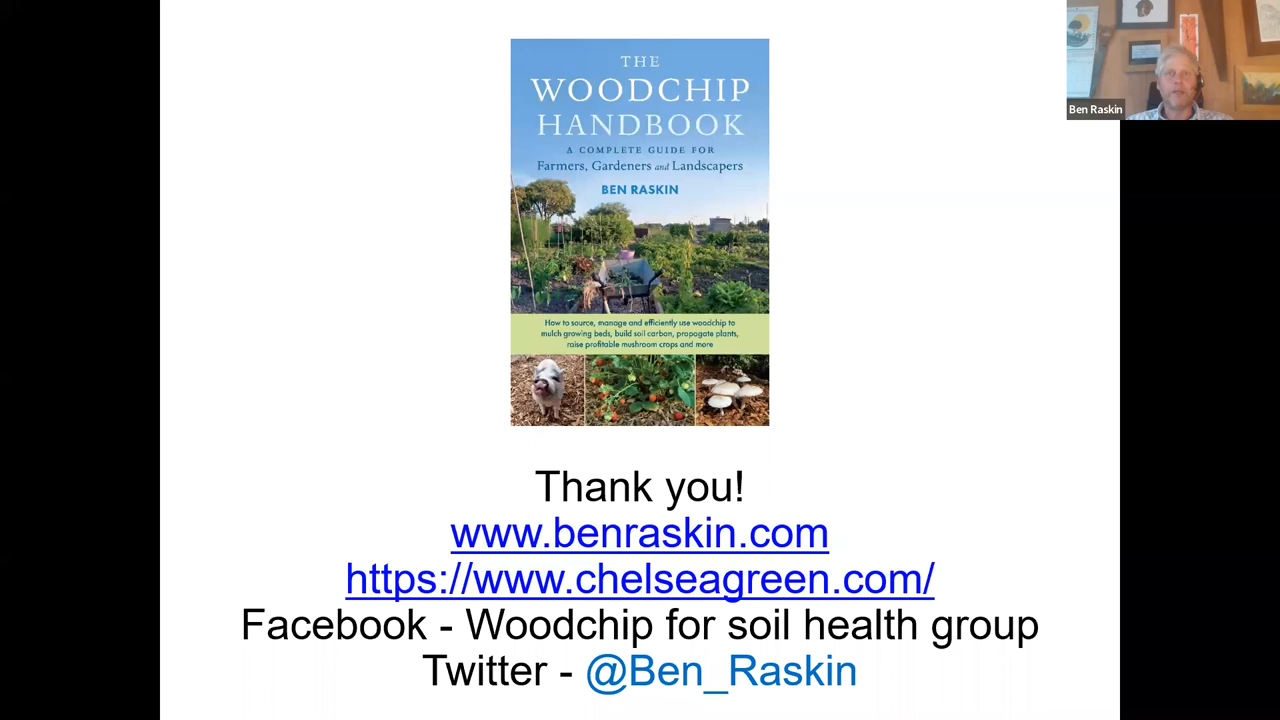 THE
WOODCHIP
HANDBOOK
A COMPLETE GUIDE FOR
Farmers, Gardeners and Landscapers
BEN RASKIN
How to source, manage and efficiently use woodchip to
mulch growing beds, build soil carbon, propagate plants,
raise profitable mushroom crops and more
Ben Raskin
Thank you!
www.benraskin.com
https://www.chelseagreen.com/
Facebook - Woodchip for soil health group
Twitter - @Ben_Raskin